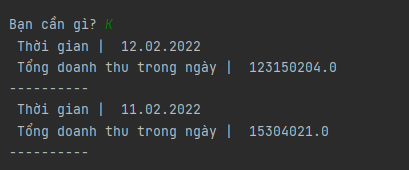 Bạn cần gì? K
Thời gian |  12.02.2022
Tổng doanh thu trong ngày |  123150204.0
----------
Thời gian |  11.02.2022
Tổng doanh thu trong ngày |  15304021.0
----------